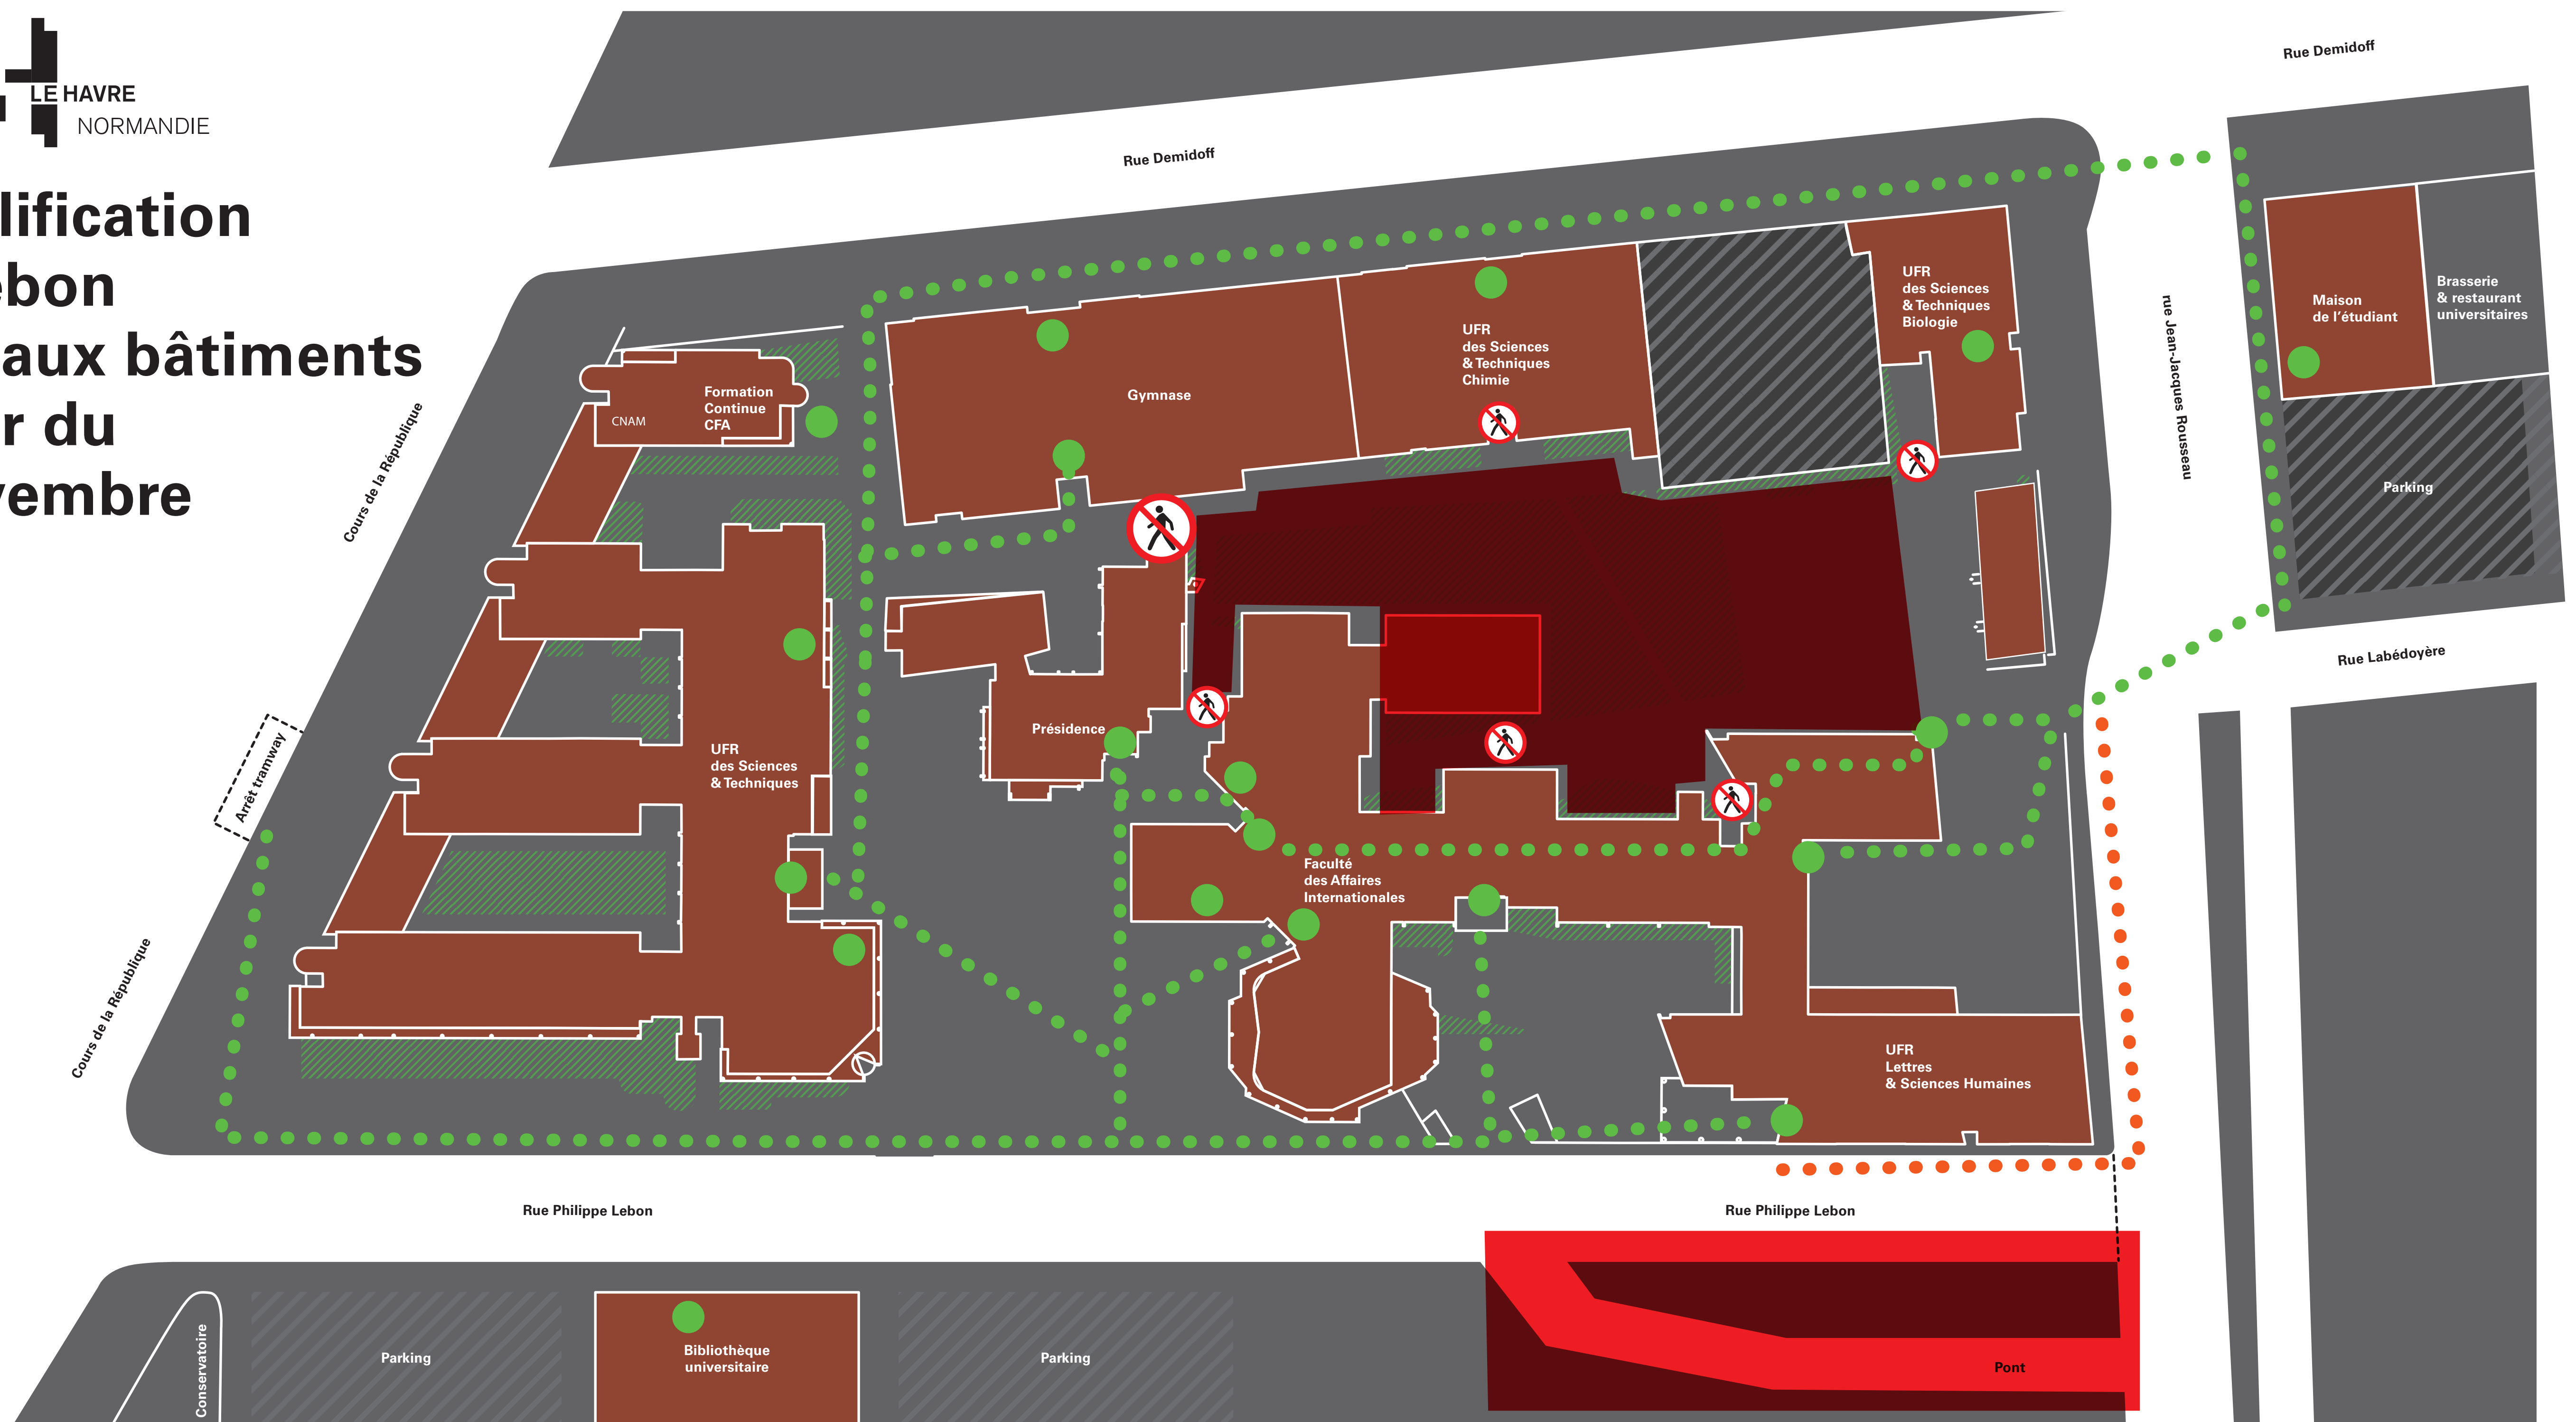 LE HAVRE
NORMANDIE
lification
ebon
aux bâtiments
r du
vembre
Rue Demidoff
Rue Demidoff
Cours de la République
Cours de la République
Arrêt tramway
CNAM
Formation
Continue
CFA
Gymnase
UFR
des Sciences
& Techniques
Chimie
UFR
des Sciences
& Techniques
Biologie
Maison
de l'étudiant
Brasserie
& restaurant
universitaires
Parking
rue Jean-Jacques Rousseau
Rue Labédoyère
UFR
des Sciences
& Techniques
Présidence
Faculté
des Affaires
Internationales
UFR
Lettres
& Sciences Humaines
Rue Philippe Lebon
Rue Philippe Lebon
Conservatoire
Parking
Bibliothèque
universitaire
Parking
Pont